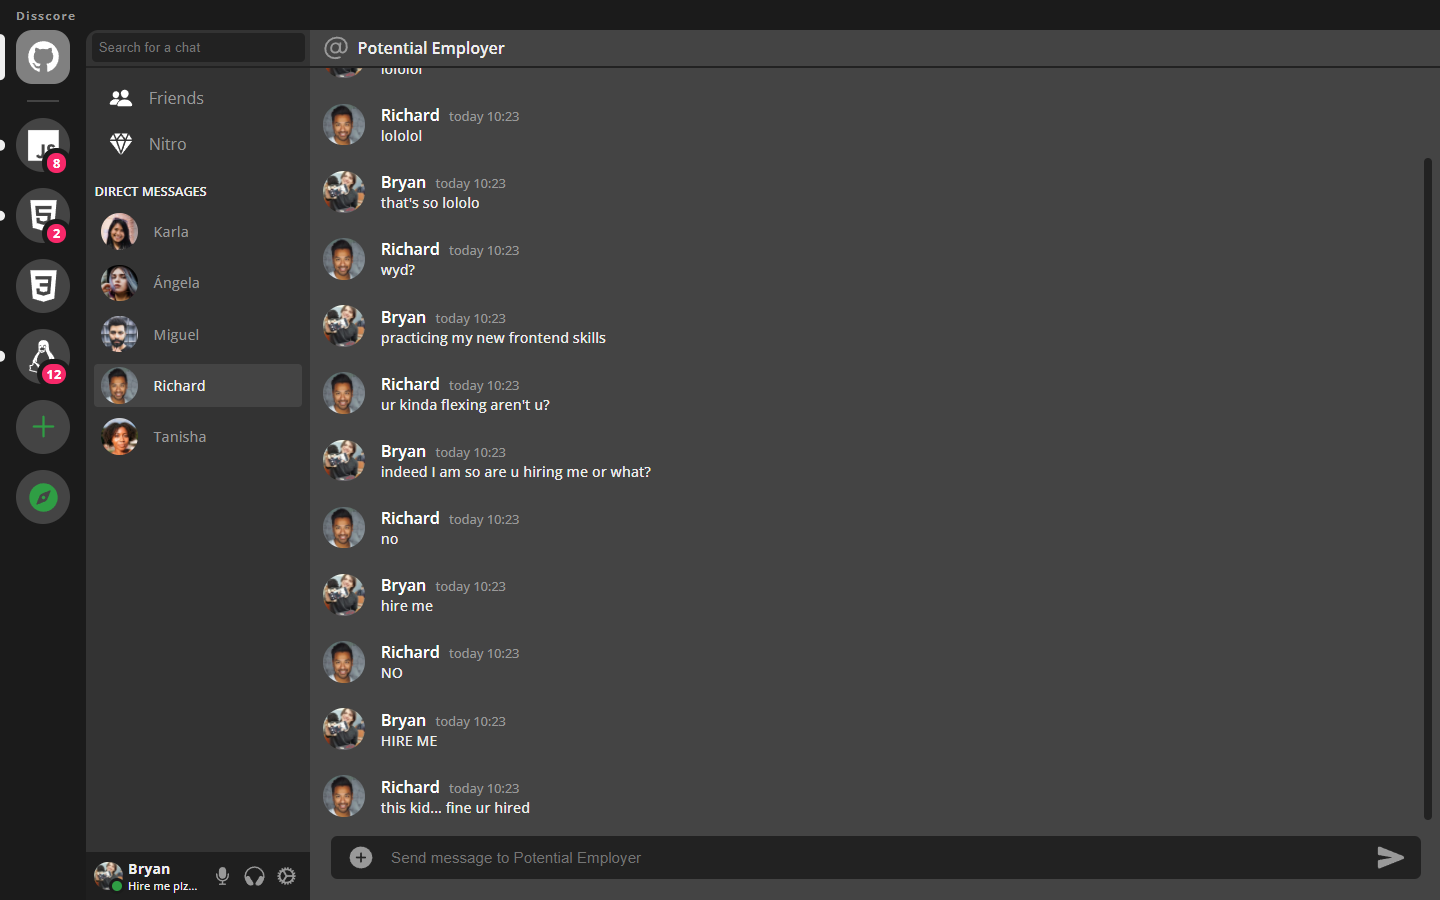 Disscore
Search for a chat
Potential Employer
Friends
Nitro
JS
8
5
2
3
12
DIRECT MESSAGES
Karla
Ángela
Miguel
Richard
Tanisha
Bryan
Hire me plz...
lololol
Richard today 10:23
lololol
Bryan today 10:23
that's so lololo
Richard today 10:23
wyd?
Bryan today 10:23
practicing my new frontend skills
Richard today 10:23
ur kinda flexing aren't u?
Bryan today 10:23
indeed I am so are u hiring me or what?
Richard today 10:23
no
Bryan today 10:23
hire me
Richard today 10:23
NO
Bryan today 10:23
HIRE ME
Richard today 10:23
this kid... fine ur hired
Send message to Potential Employer